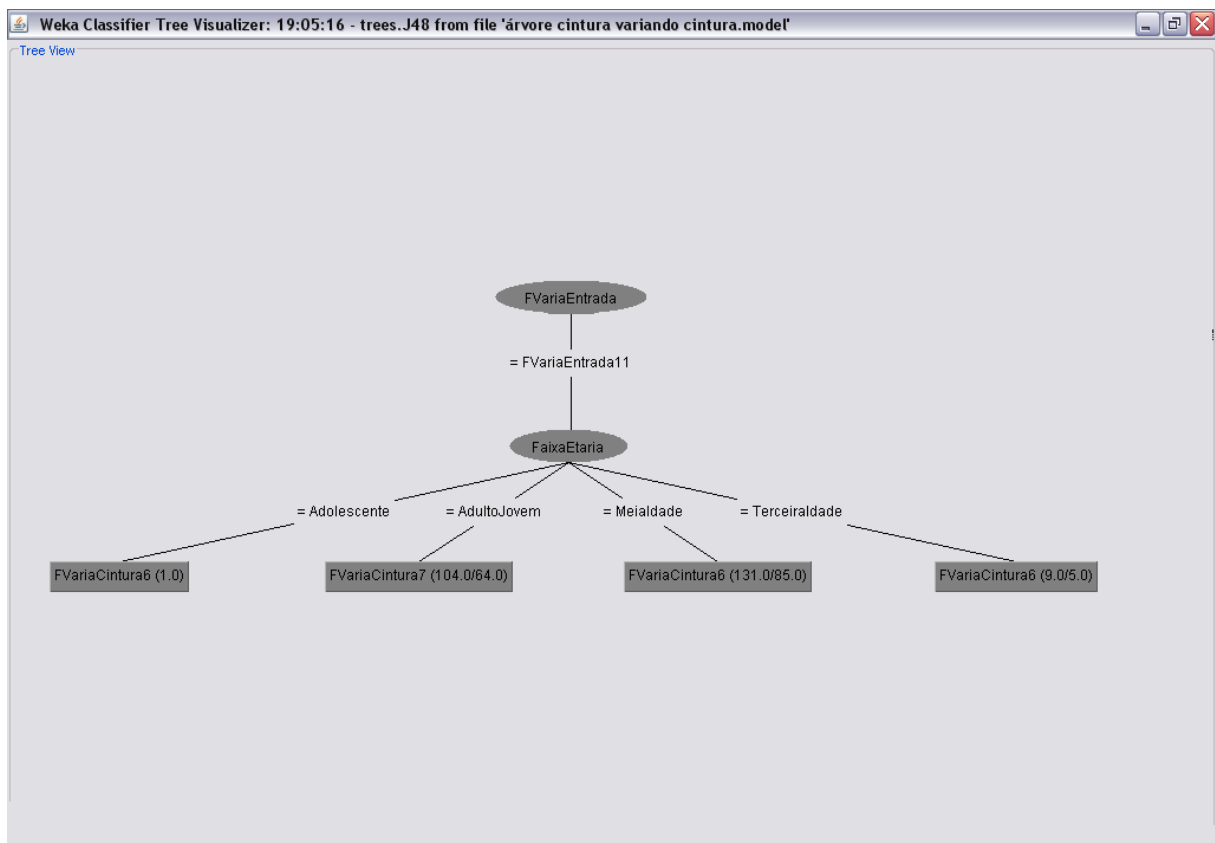 Weka Classifier Tree Visualizer: 19:05:16 - trees.J48 from file 'árvore cintura variando cintura.model'
Tree View
FVariaEntrada
= FVariaEntrada11
FaixaEtaria
= Adolescente
= AdultoJovem
= MeiaIdade
= TerceiraIdade
FVariaCintura6 (1.0)
FVariaCintura7 (104.0/64.0)
FVariaCintura6 (131.0/85.0)
FVariaCintura6 (9.0/5.0)